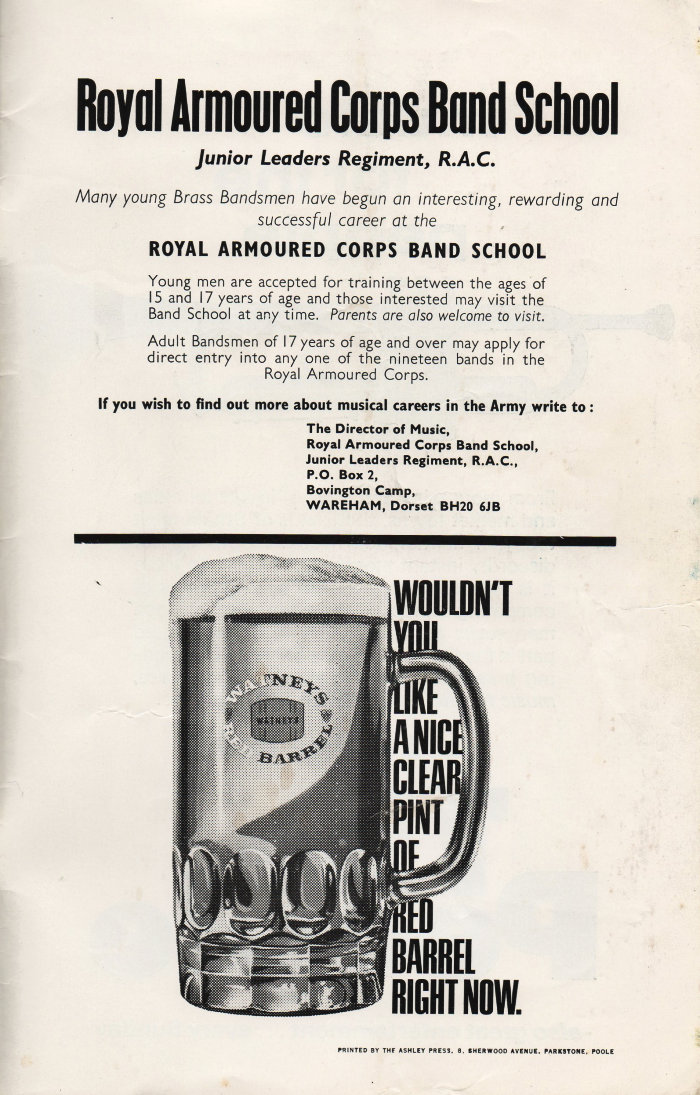 Royal Armoured Corps Band School
Junior Leaders Regiment, R.A.C.
Many young Brass Bandsmen have begun an interesting, rewarding and
successful career at the
ROYAL ARMOURED CORPS BAND SCHOOL
Young men are accepted for training between the ages of
15 and 17 years of age and those interested may visit the
Band School at any time. Parents are also welcome to visit.
Adult Bandsmen of 17 years of age and over may apply for
direct entry into any one of the nineteen bands in the
Royal Armoured Corps.
If you wish to find out more about musical careers in the Army write to :
The Director of Music,
Royal Armoured Corps Band School,
Junior Leaders Regiment, R.A.C.,
P.O. Box 2,
Bovington Camp,
WAREHAM, Dorset BH20 6JB
WATNEYS
WATNEYS
RED BARREL
WOULDN'T
YOU
LIKE
A NICE
CLEAR
PINT
OF
RED
BARREL
RIGHT NOW.
PRINTED BY THE ASHLEY PRESS, 8, SHERWOOD AVENUE, PARKSTONE, POOLE